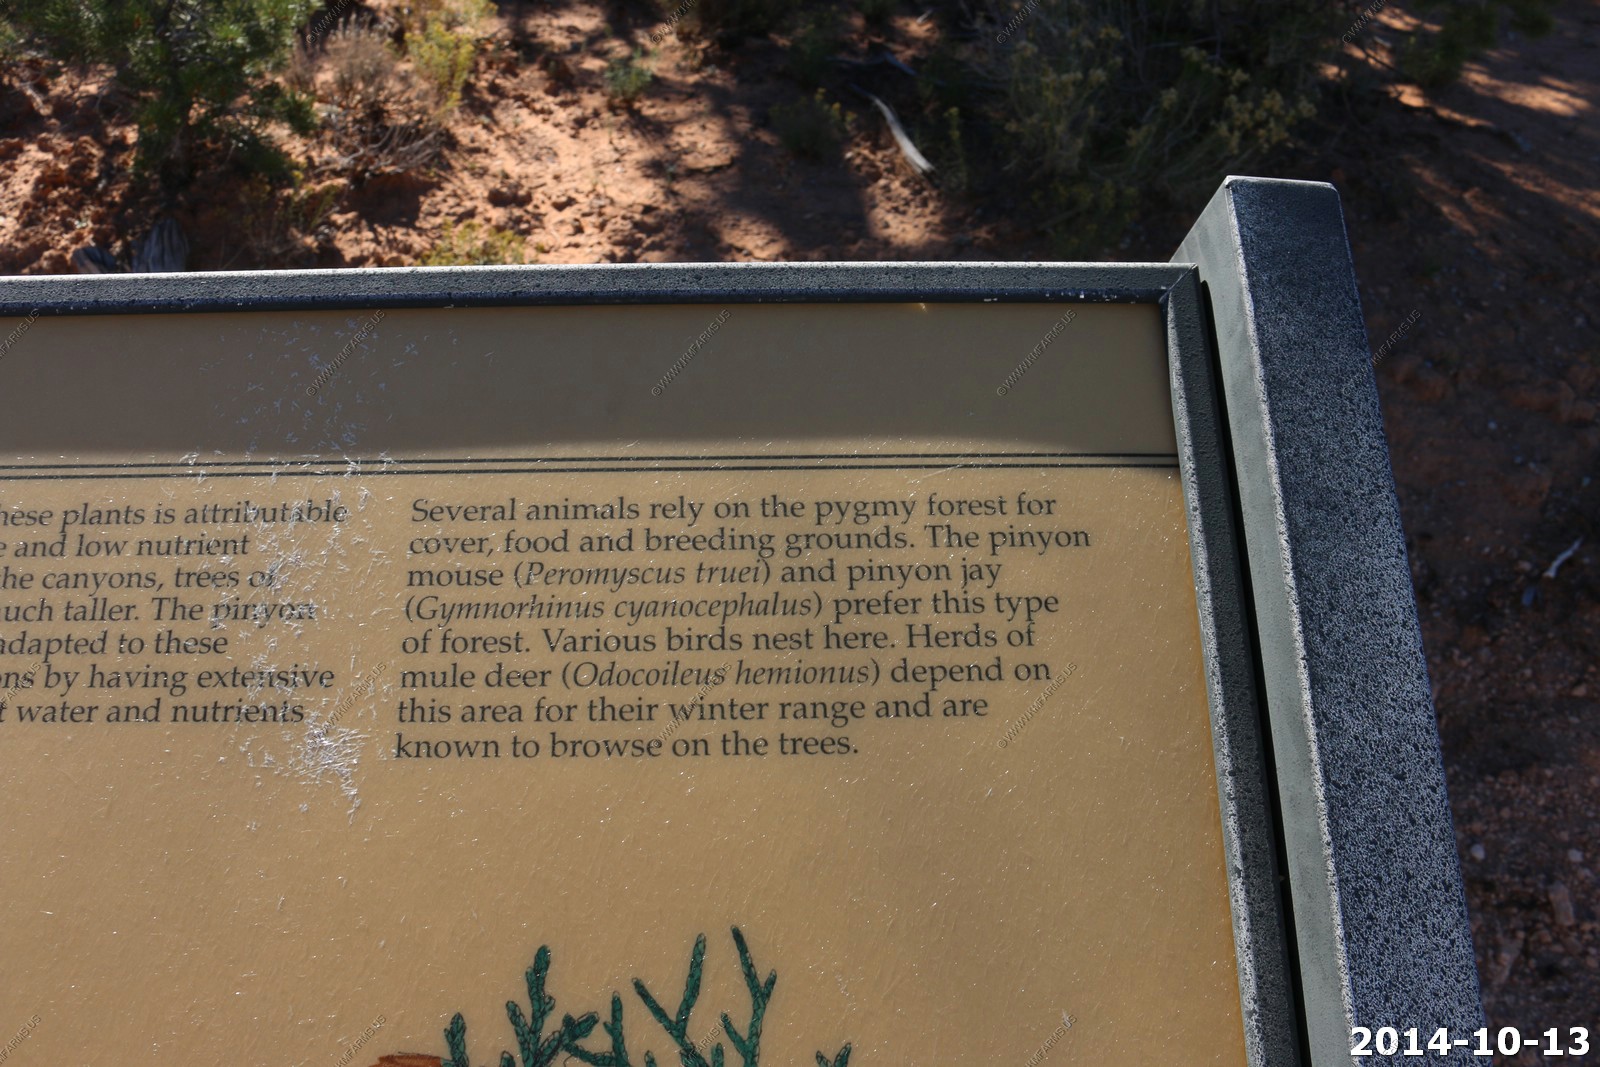 hese plants is attributable
and low nutrient
the canyons, trees of
uch taller. The pinyon
adapted to these
ns by having extensive
water and nutrients
Several animals rely on the pygmy forest for
cover, food and breeding grounds. The pinyon
mouse (Peromyscus truei) and pinyon jay
(Gymnorhinus cyanocephalus) prefer this type
of forest. Various birds nest here. Herds of
mule deer (Odocoileus hemionus) depend on
this area for their winter range and are
known to browse on the trees.
©WWW.KMFARMS.US
2014-10-13